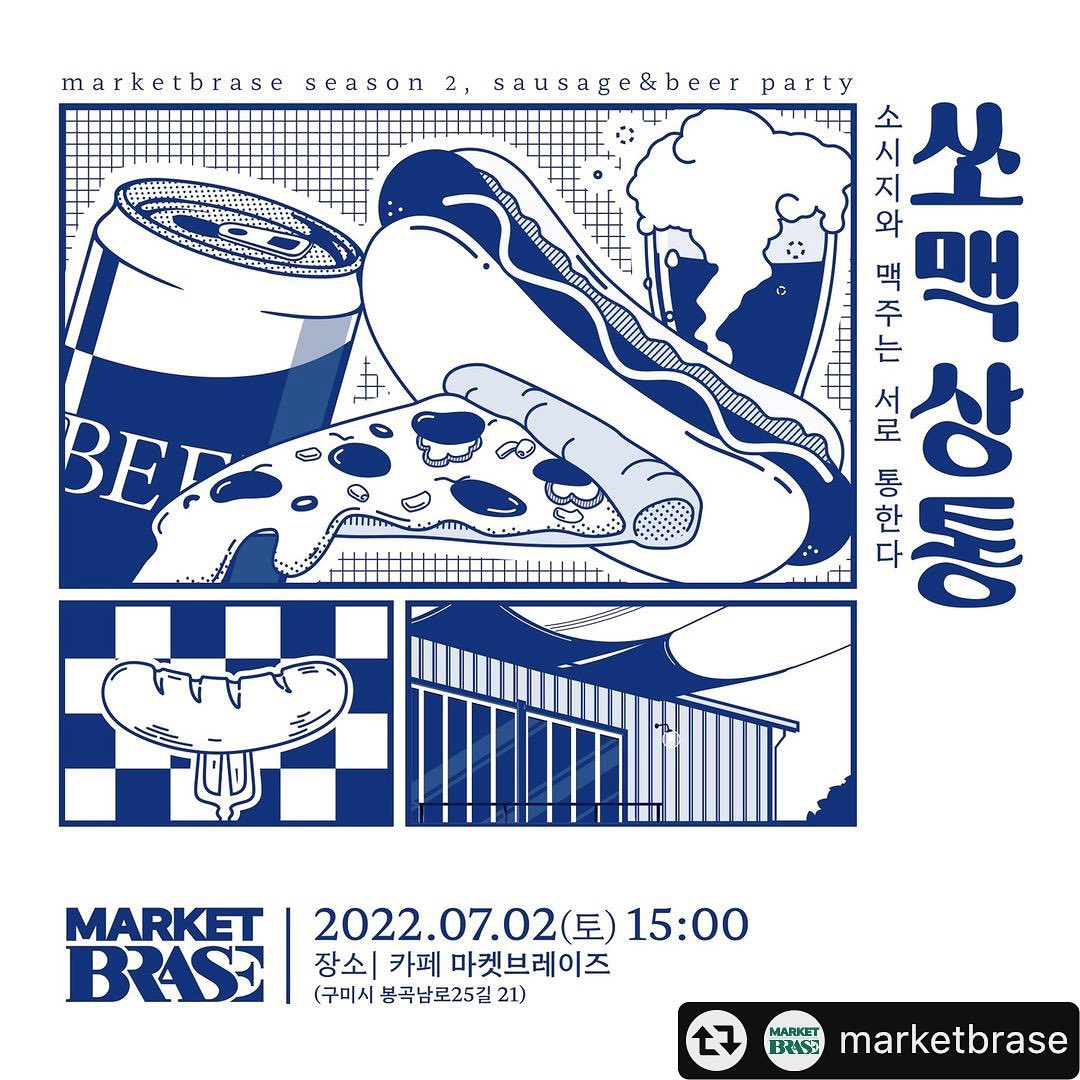 marketbrase season 2, sausage&beer party
쏘맥상통
소시지와 맥주는 서로 통한다
BEE
MARKET
BRASE
2022.07.02(토) 15:00
장소| 카페 마켓브레이즈
(구미시 봉곡남로25길 21)
MARKET
BRASE
marketbrase